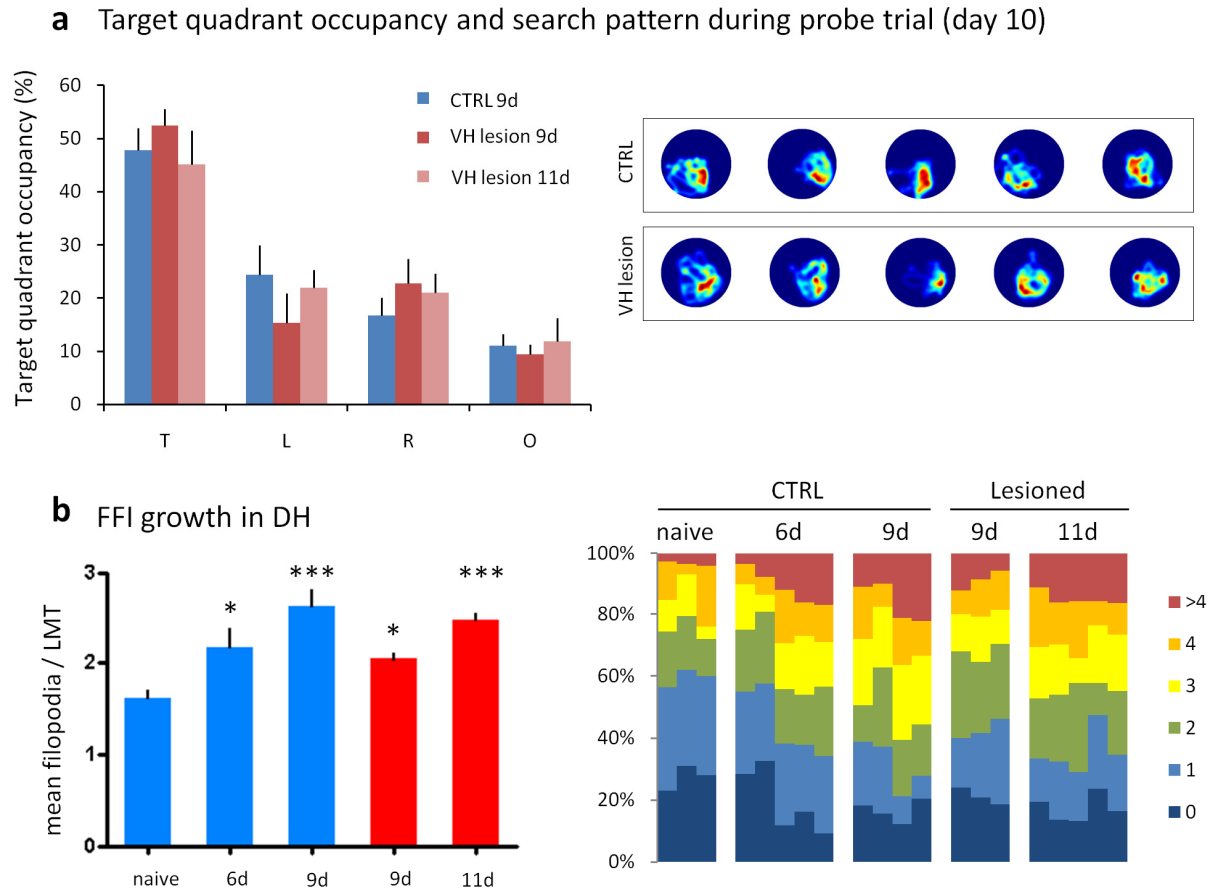 a Target quadrant occupancy and search pattern during probe trial (day 10)
Target quadrant occupancy (%)
60
50
40
30
20
10
0
T L R O
CTRL 9d
VH lesion 9d
VH lesion 11d
CTRL
VH lesion
b FFI growth in DH
mean filopodia / LMT
3
2
1
0
* *** * ***
naive 6d 9d 9d 11d
CTRL Lesioned
naive 6d 9d 9d 11d
100%
80%
60%
40%
20%
0%
>4
4
3
2
1
0